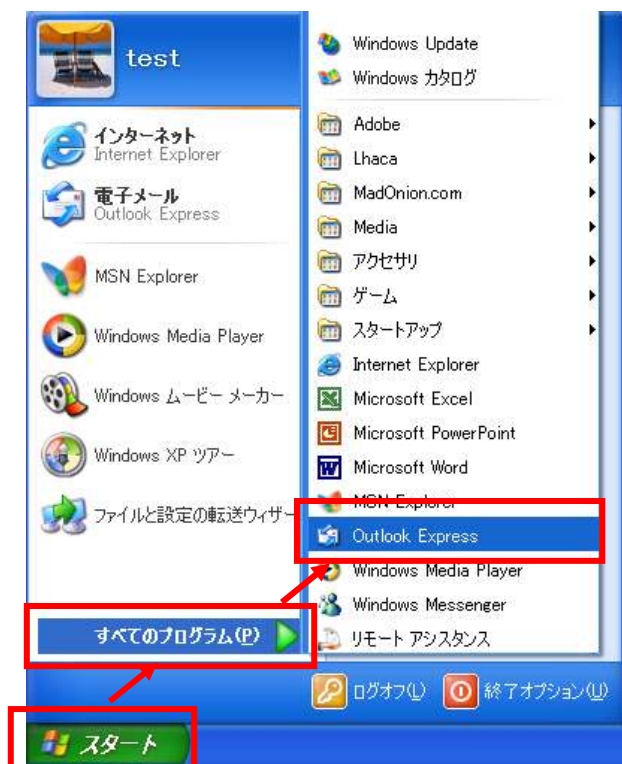 test
インターネット
Internet Explorer
電子メール
Outlook Express
MSN Explorer
Windows Media Player
Windows ムービー メーカー
Windows XP ツアー
ファイルと設定の転送ウィザー
すべてのプログラム(P)
Windows Update
Windows カタログ
Adobe
Lhaca
MadOnion.com
Media
アクセサリ
ゲーム
スタートアップ
Internet Explorer
Microsoft Excel
Microsoft PowerPoint
Microsoft Word
MSN Explorer
Outlook Express
Windows Media Player
Windows Messenger
リモート アシスタンス
ログオフ(L)
終了オプション(U)
スタート